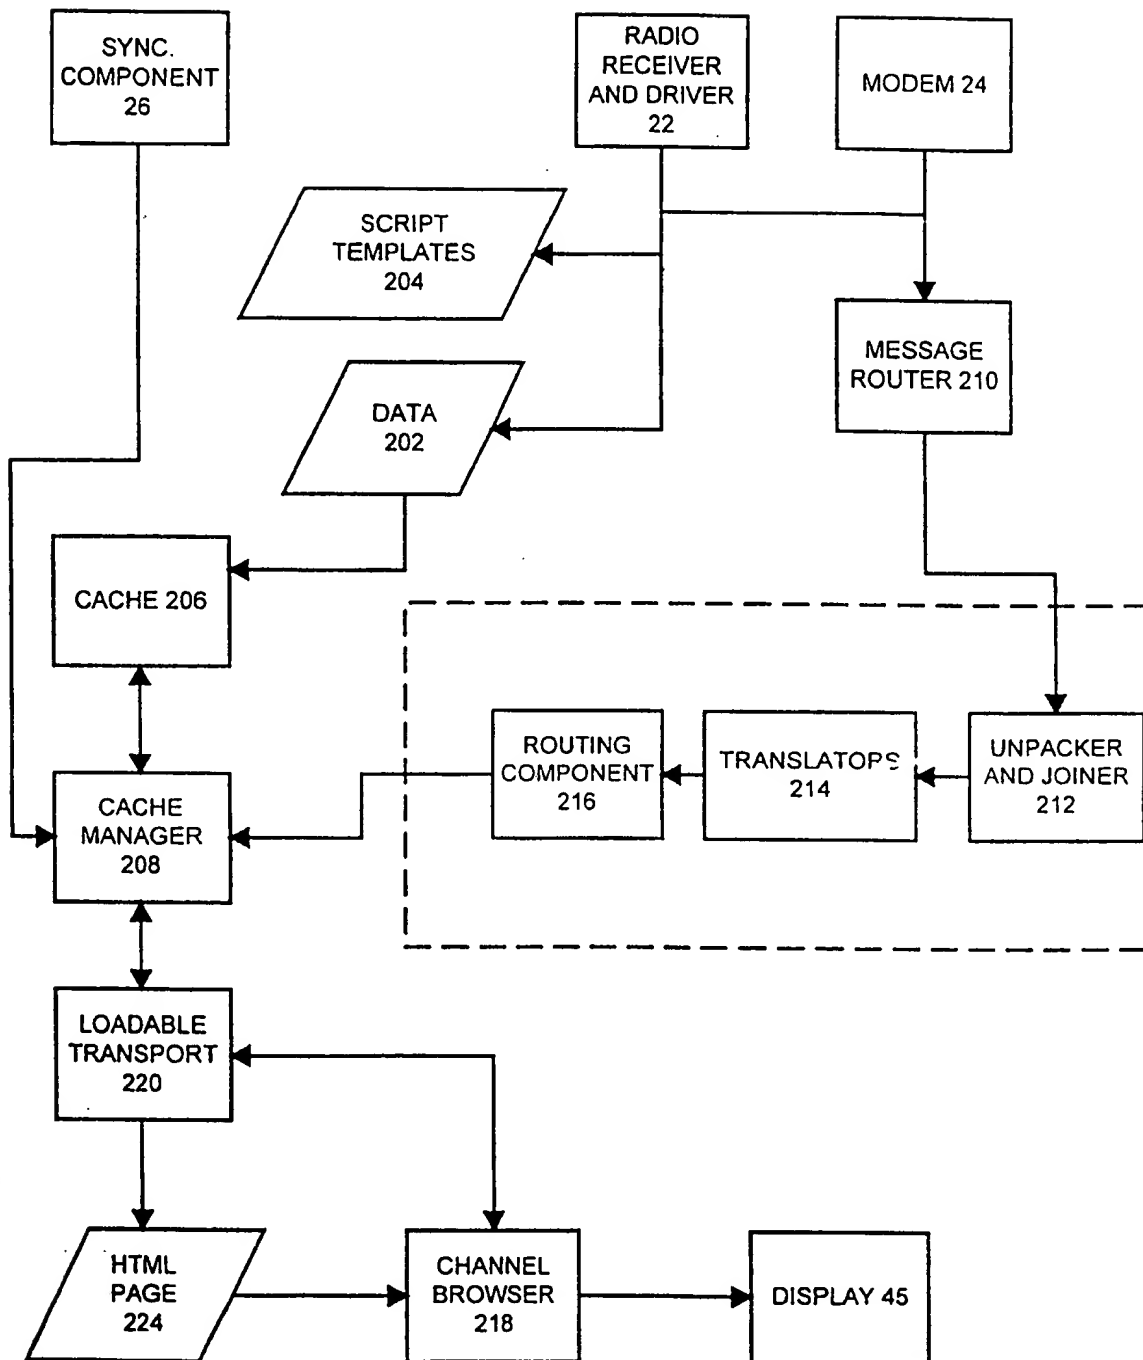 SYNC.
COMPONENT
26
RADIO
RECEIVER
AND DRIVER
22
MODEM 24
SCRIPT
TEMPLATES
204
MESSAGE
ROUTER 210
DATA
202
CACHE 206
ROUTING
COMPONENT
216
TRANSLATOPS
214
UNPACKER
AND JOINER
212
CACHE
MANAGER
208
LOADABLE
TRANSPORT
220
HTML
PAGE
224
CHANNEL
BROWSER
218
DISPLAY 45